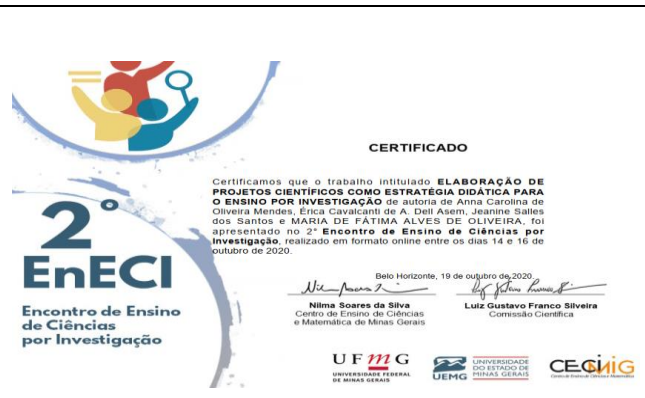 CERTIFICADO
Certificamos que o trabalho intitulado ELABORAÇÃO DE
PROJETOS CIENTÍFICOS COMO ESTRATÉGIA DIDÁTICA PARA
O ENSINO POR INVESTIGAÇÃO de autoria de Anna Carolina de
Oliveira Mendes, Érica Cavalcanti de A. Dell Asem, Jeanine Salles
dos Santos e MARIA DE FÁTIMA ALVES DE OLIVEIRA, foi
apresentado no 2° Encontro de Ensino de Ciências por
Investigação, realizado em formato online entre os dias 14 e 16 de
outubro de 2020.
2°
EnECI
Encontro de Ensino
de Ciências
por Investigação
Belo Horizonte, 19 de outubro de 2020.
Nilma Soares da Silva
Centro de Ensino de Ciências
e Matemática de Minas Gerais
Luiz Gustavo Franco Silveira
Comissão Científica
UFmG
UNIVERSIDADE FEDERAL
DE MINAS GERAIS
UEMG
UNIVERSIDADE
DO ESTADO DE
MINAS GERAIS
CECiMIG